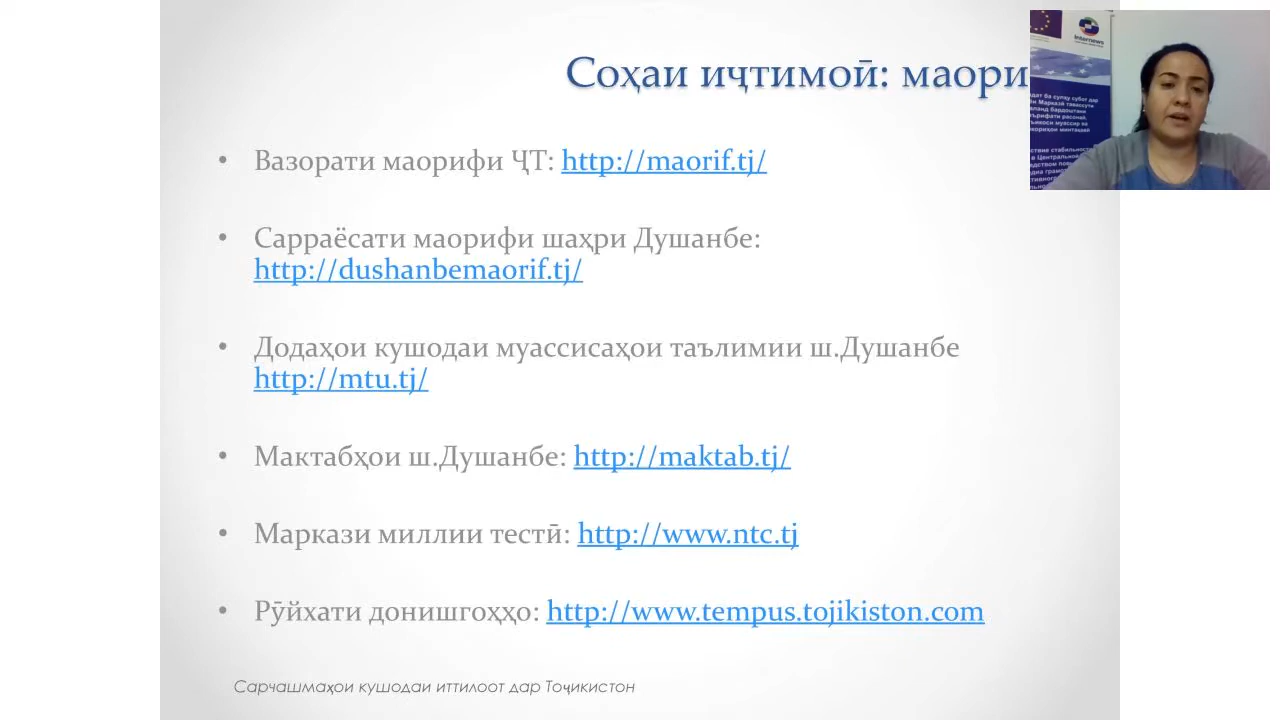 Соҳаи иҷтимоӣ: маори
• Вазорати маорифи ҶТ: http://maorif.tj/
• Сарраёсати маорифи шаҳри Душанбе:
http://dushanbemaorif.tj/
• Додаҳои кушодаи муассисаҳои таълимии ш.Душанбе
http://mtu.tj/
• Мактабҳои ш.Душанбе: http://maktab.tj/
• Маркази миллии тестӣ: http://www.ntc.tj
• Рӯйхати донишгоҳҳо: http://www.tempus.tojikiston.com
Сарчашмаҳои кушодаи иттилоот дар Тоҷикистон
Internews